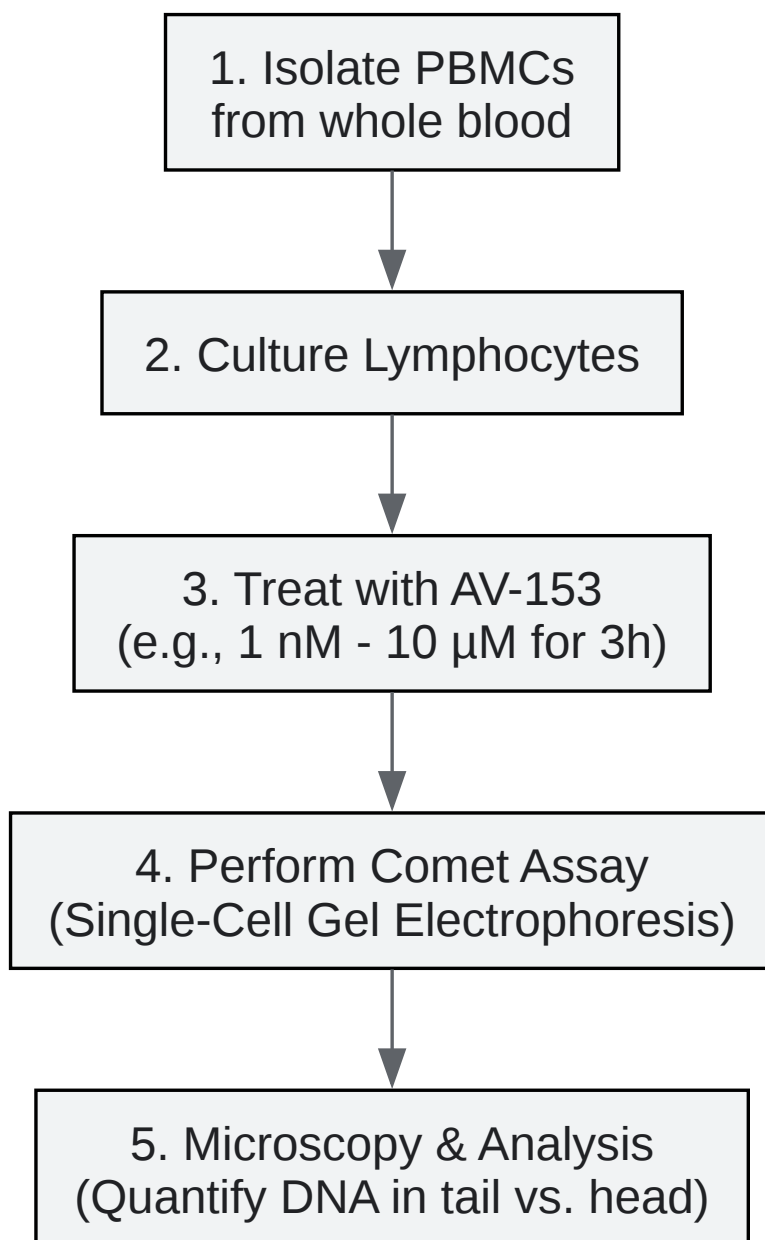 1. Isolate PBMCs
from whole blood
2. Culture Lymphocytes
3. Treat with AV-153
(e.g., 1 nM - 10 µM for 3h)
4. Perform Comet Assay
(Single-Cell Gel Electrophoresis)
5. Microscopy & Analysis
(Quantify DNA in tail vs. head)